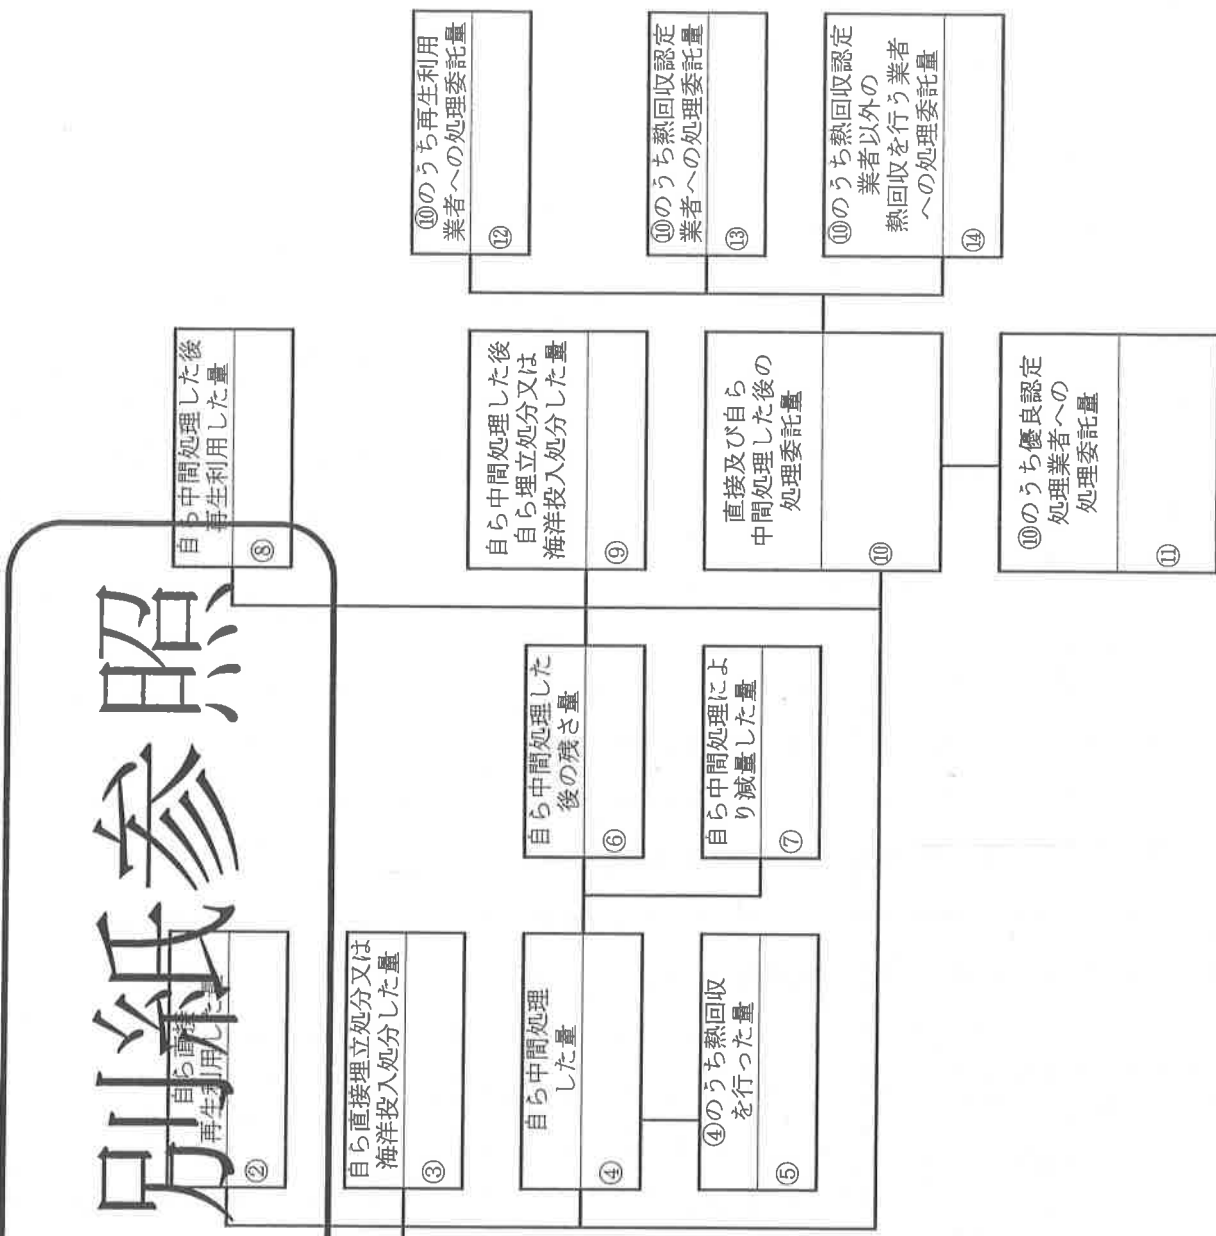 別紙参照
自ら直接
再生利用した量
②
自ら中間処理した後
再生利用した量
⑧
自ら直接埋立処分又は
海洋投入処分した量
③
自ら中間処理
した量
④
④のうち熱回収
を行った量
⑤
自ら中間処理した
後の残さ量
⑥
自ら中間処理によ
り減量した量
⑦
自ら中間処理した後
自ら埋立処分又は
海洋投入処分した量
⑨
直接及び自ら
中間処理した後の
処理委託量
⑩
⑩のうち優良認定
処理業者への
処理委託量
⑪
⑩のうち再生利用
業者への処理委託量
⑫
⑩のうち熱回収認定
業者への処理委託量
⑬
⑩のうち熱回収認定
業者以外の
熱回収を行う業者
への処理委託量
⑭